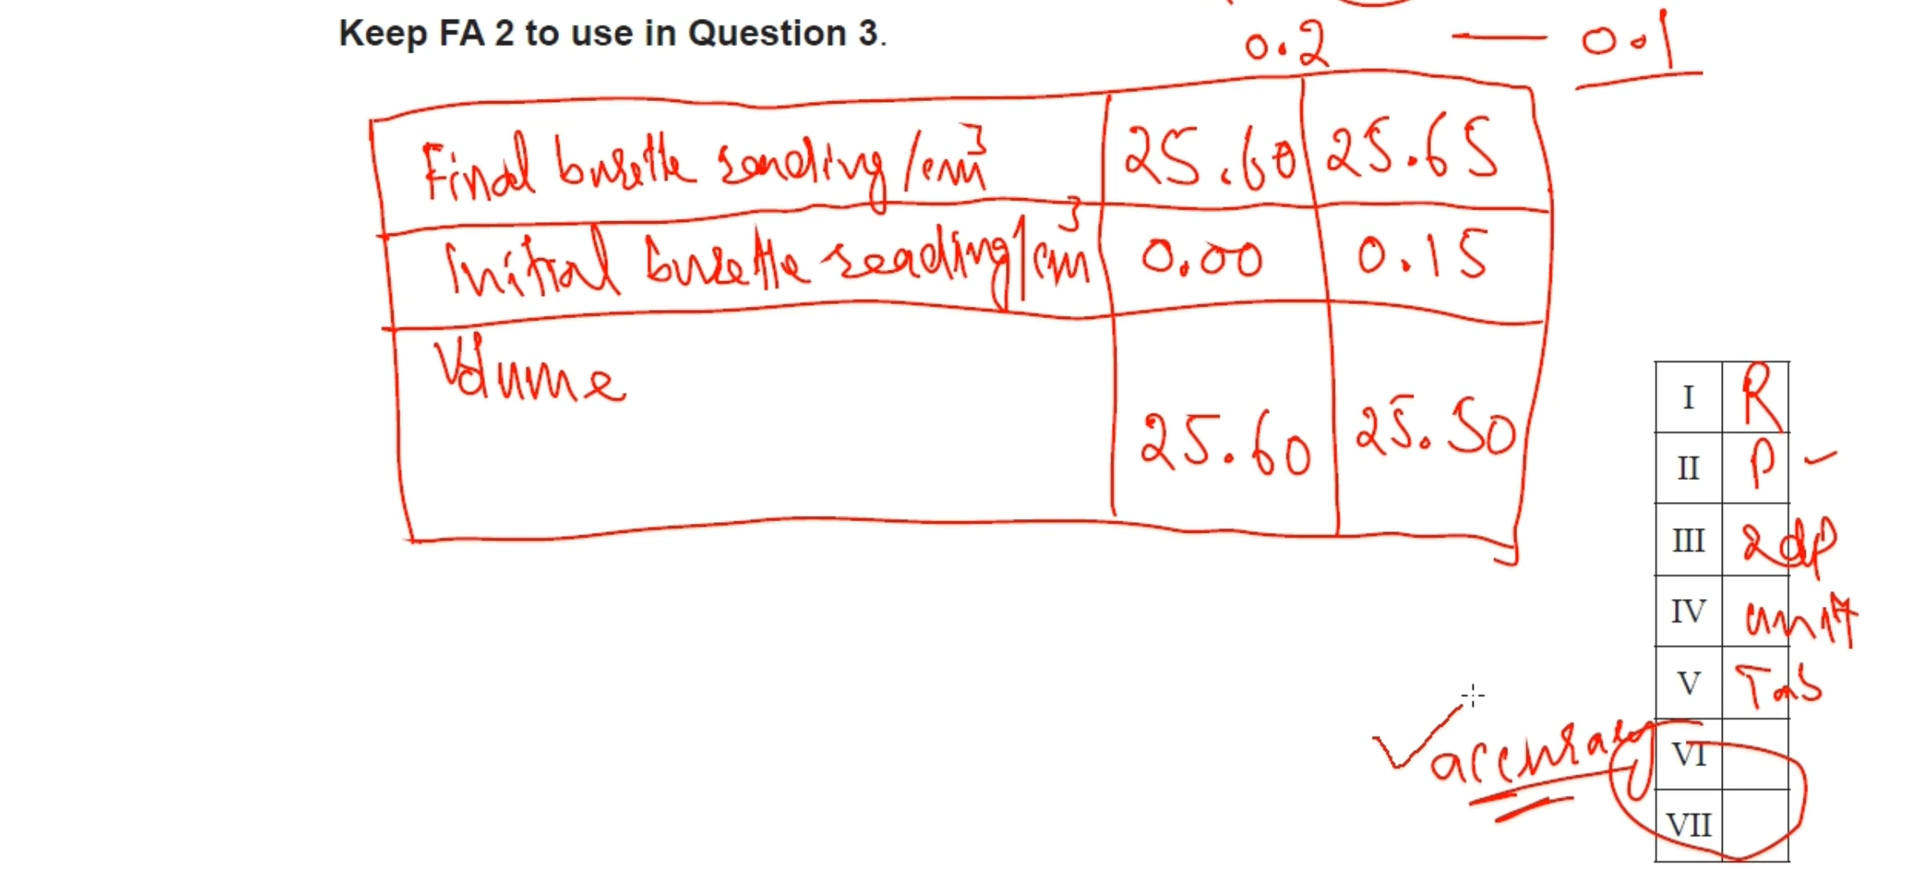 Keep FA 2 to use in Question 3.
0.2 — 0.1
Final burette reading /cm³ 25.60 25.65
Initial burette reading/cm³ 0.00 0.15
Volume
25.60 25.50
I R
II P
III 2dp
IV unit
V Tab
accuracy VI
VII